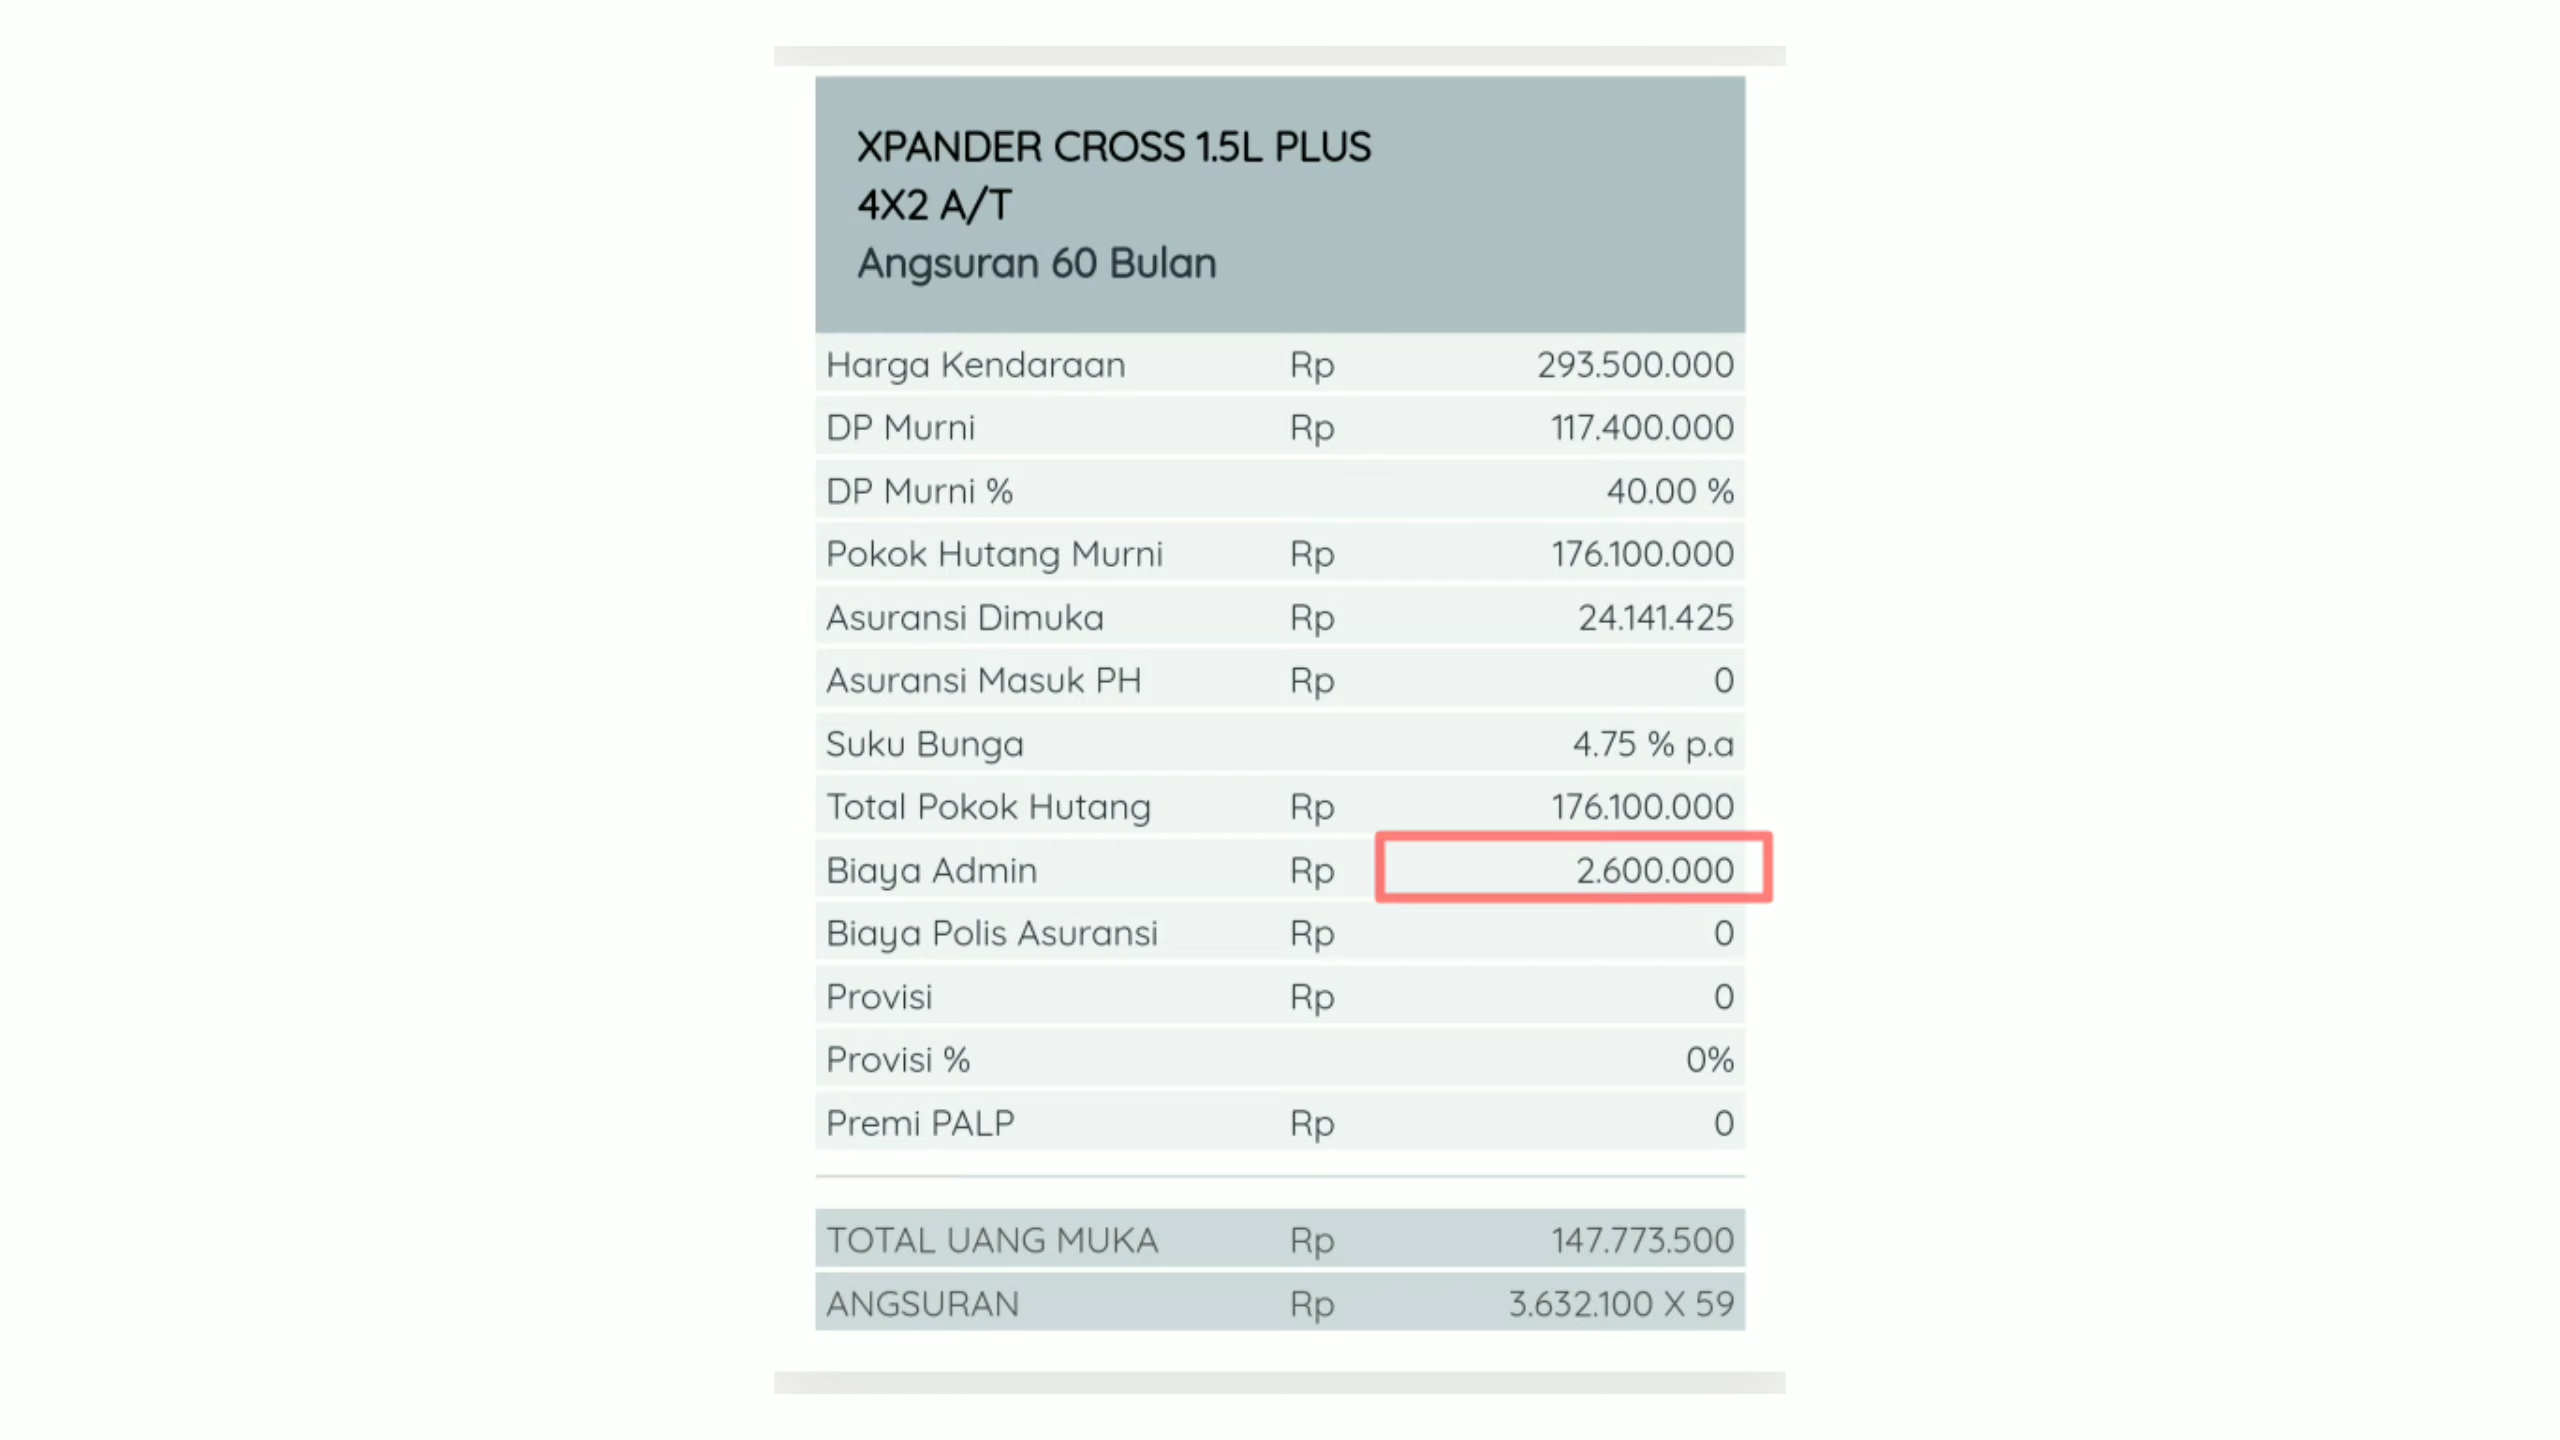 XPANDER CROSS 1.5L PLUS
4X2 A/T
Angsuran 60 Bulan
Harga Kendaraan Rp 293.500.000
DP Murni Rp 117.400.000
DP Murni % 40.00 %
Pokok Hutang Murni Rp 176.100.000
Asuransi Dimuka Rp 24.141.425
Asuransi Masuk PH Rp 0
Suku Bunga 4.75 % p.a
Total Pokok Hutang Rp 176.100.000
Biaya Admin Rp 2.600.000
Biaya Polis Asuransi Rp 0
Provisi Rp 0
Provisi % 0%
Premi PALP Rp 0
TOTAL UANG MUKA Rp 147.773.500
ANGSURAN Rp 3.632.100 X 59